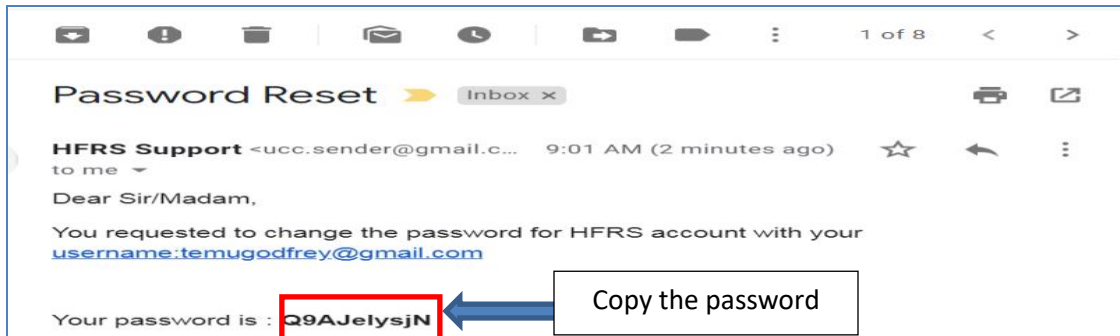 1 of 8
Password Reset
Inbox ×
HFRS Support <ucc.sender@gmail.c... 9:01 AM (2 minutes ago)
to me
Dear Sir/Madam,
You requested to change the password for HFRS account with your
username:temugodfrey@gmail.com
Copy the password
Your password is : Q9AJelysjN